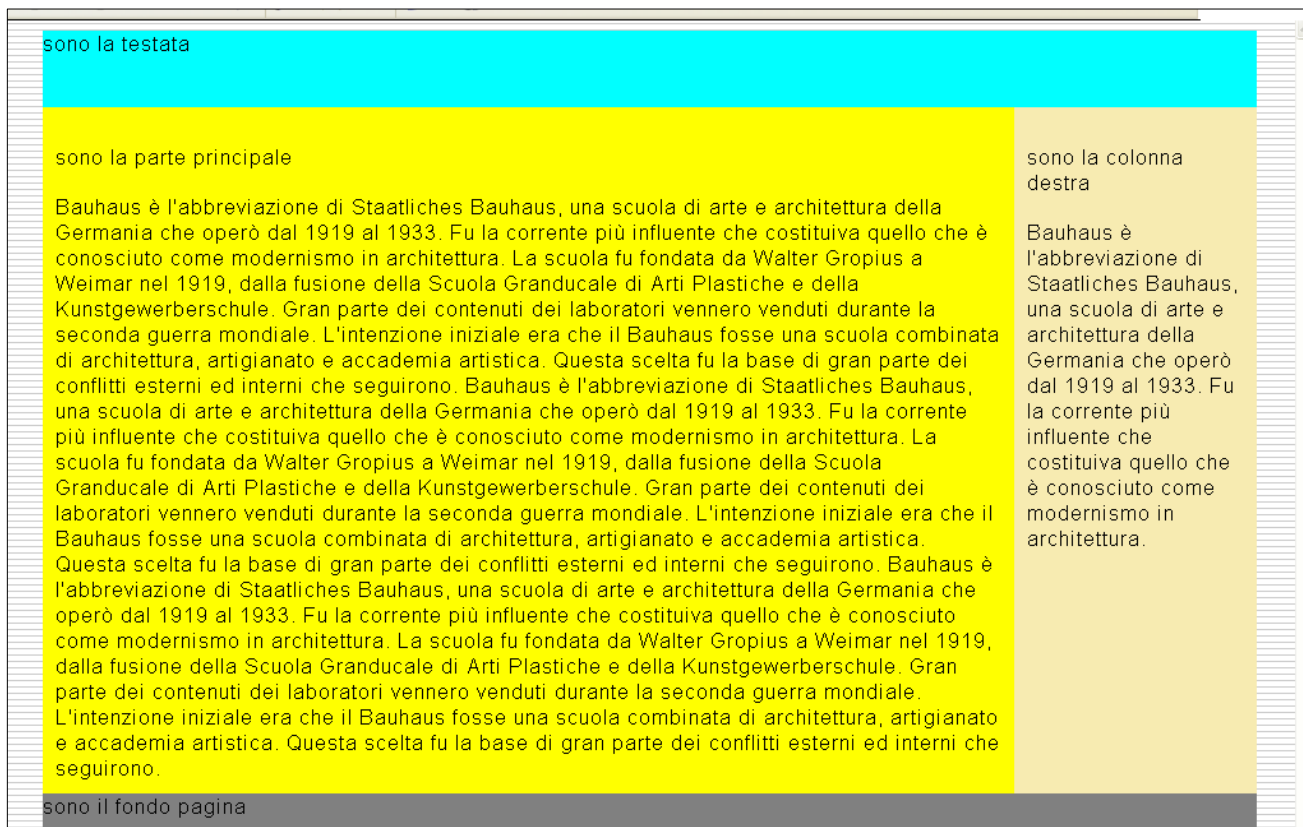 sono la testata
sono la parte principale
Bauhaus è l'abbreviazione di Staatliches Bauhaus, una scuola di arte e architettura della
Germania che operò dal 1919 al 1933. Fu la corrente più influente che costituiva quello che è
conosciuto come modernismo in architettura. La scuola fu fondata da Walter Gropius a
Weimar nel 1919, dalla fusione della Scuola Granducale di Arti Plastiche e della
Kunstgewerberschule. Gran parte dei contenuti dei laboratori vennero venduti durante la
seconda guerra mondiale. L'intenzione iniziale era che il Bauhaus fosse una scuola combinata
di architettura, artigianato e accademia artistica. Questa scelta fu la base di gran parte dei
conflitti esterni ed interni che seguirono. Bauhaus è l'abbreviazione di Staatliches Bauhaus,
una scuola di arte e architettura della Germania che operò dal 1919 al 1933. Fu la corrente
più influente che costituiva quello che è conosciuto come modernismo in architettura. La
scuola fu fondata da Walter Gropius a Weimar nel 1919, dalla fusione della Scuola
Granducale di Arti Plastiche e della Kunstgewerberschule. Gran parte dei contenuti dei
laboratori vennero venduti durante la seconda guerra mondiale. L'intenzione iniziale era che il
Bauhaus fosse una scuola combinata di architettura, artigianato e accademia artistica.
Questa scelta fu la base di gran parte dei conflitti esterni ed interni che seguirono. Bauhaus è
l'abbreviazione di Staatliches Bauhaus, una scuola di arte e architettura della Germania che
operò dal 1919 al 1933. Fu la corrente più influente che costituiva quello che è conosciuto
come modernismo in architettura. La scuola fu fondata da Walter Gropius a Weimar nel 1919,
dalla fusione della Scuola Granducale di Arti Plastiche e della Kunstgewerberschule. Gran
parte dei contenuti dei laboratori vennero venduti durante la seconda guerra mondiale.
L'intenzione iniziale era che il Bauhaus fosse una scuola combinata di architettura, artigianato
e accademia artistica. Questa scelta fu la base di gran parte dei conflitti esterni ed interni che
seguirono.
sono la colonna
destra
Bauhaus è
l'abbreviazione di
Staatliches Bauhaus,
una scuola di arte e
architettura della
Germania che operò
dal 1919 al 1933. Fu
la corrente più
influente che
costituiva quello che
è conosciuto come
modernismo in
architettura.
sono il fondo pagina